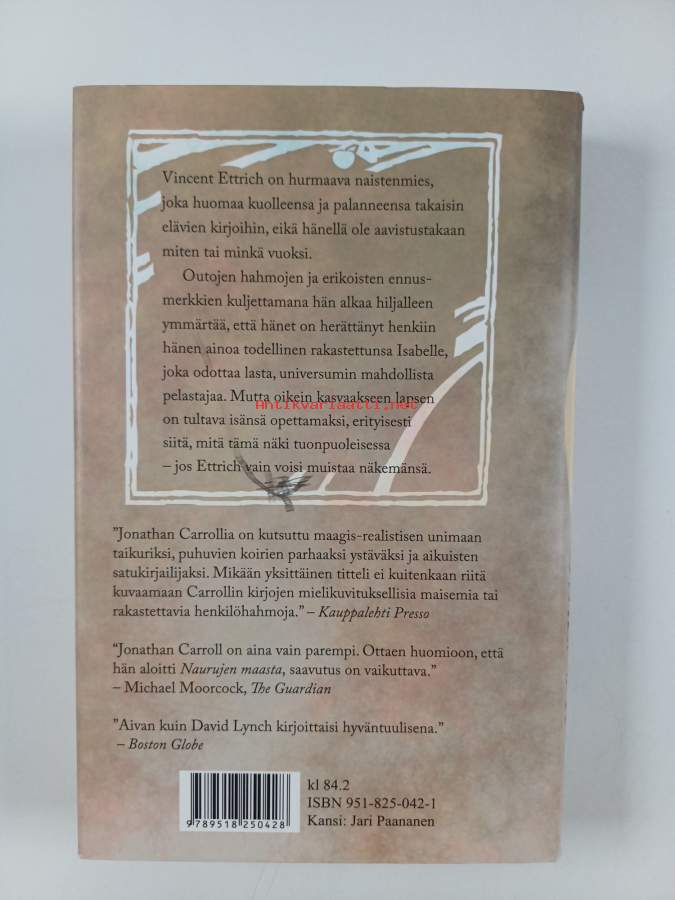 Vincent Ettrich on hurmaava naistenmies,
joka huomaa kuolleensa ja palanneensa takaisin
elävien kirjoihin, eikä hänellä ole aavistustakaan
miten tai minkä vuoksi.
Outojen hahmojen ja erikoisten ennus-
merkkien kuljettamana hän alkaa hiljalleen
ymmärtää, että hänet on herättänyt henkiin
hänen ainoa todellinen rakastettunsa Isabelle,
joka odottaa lasta, universumin mahdollista
pelastajaa. Mutta oikein kasvaakseen lapsen
Antikvariaatti.net
on tultava isänsä opettamaksi, erityisesti
siitä, mitä tämä näki tuonpuoleisessa
– jos Ettrich vain voisi muistaa näkemänsä.
”Jonathan Carrollia on kutsuttu maagis-realistisen unimaan
taikuriksi, puhuvien koirien parhaaksi ystäväksi ja aikuisten
satukirjailijaksi. Mikään yksittäinen titteli ei kuitenkaan riitä
kuvaamaan Carrollin kirjojen mielikuvituksellisia maisemia tai
rakastettavia henkilöhahmoja.” – Kauppalehti Presso
”Jonathan Carroll on aina vain parempi. Ottaen huomioon, että
hän aloitti Naurujen maasta, saavutus on vaikuttava.”
– Michael Moorcock, The Guardian
”Aivan kuin David Lynch kirjoittaisi hyväntuulisena.”
– Boston Globe
kl 84.2
ISBN 951-825-042-1
Kansi: Jari Paananen
9789518250428